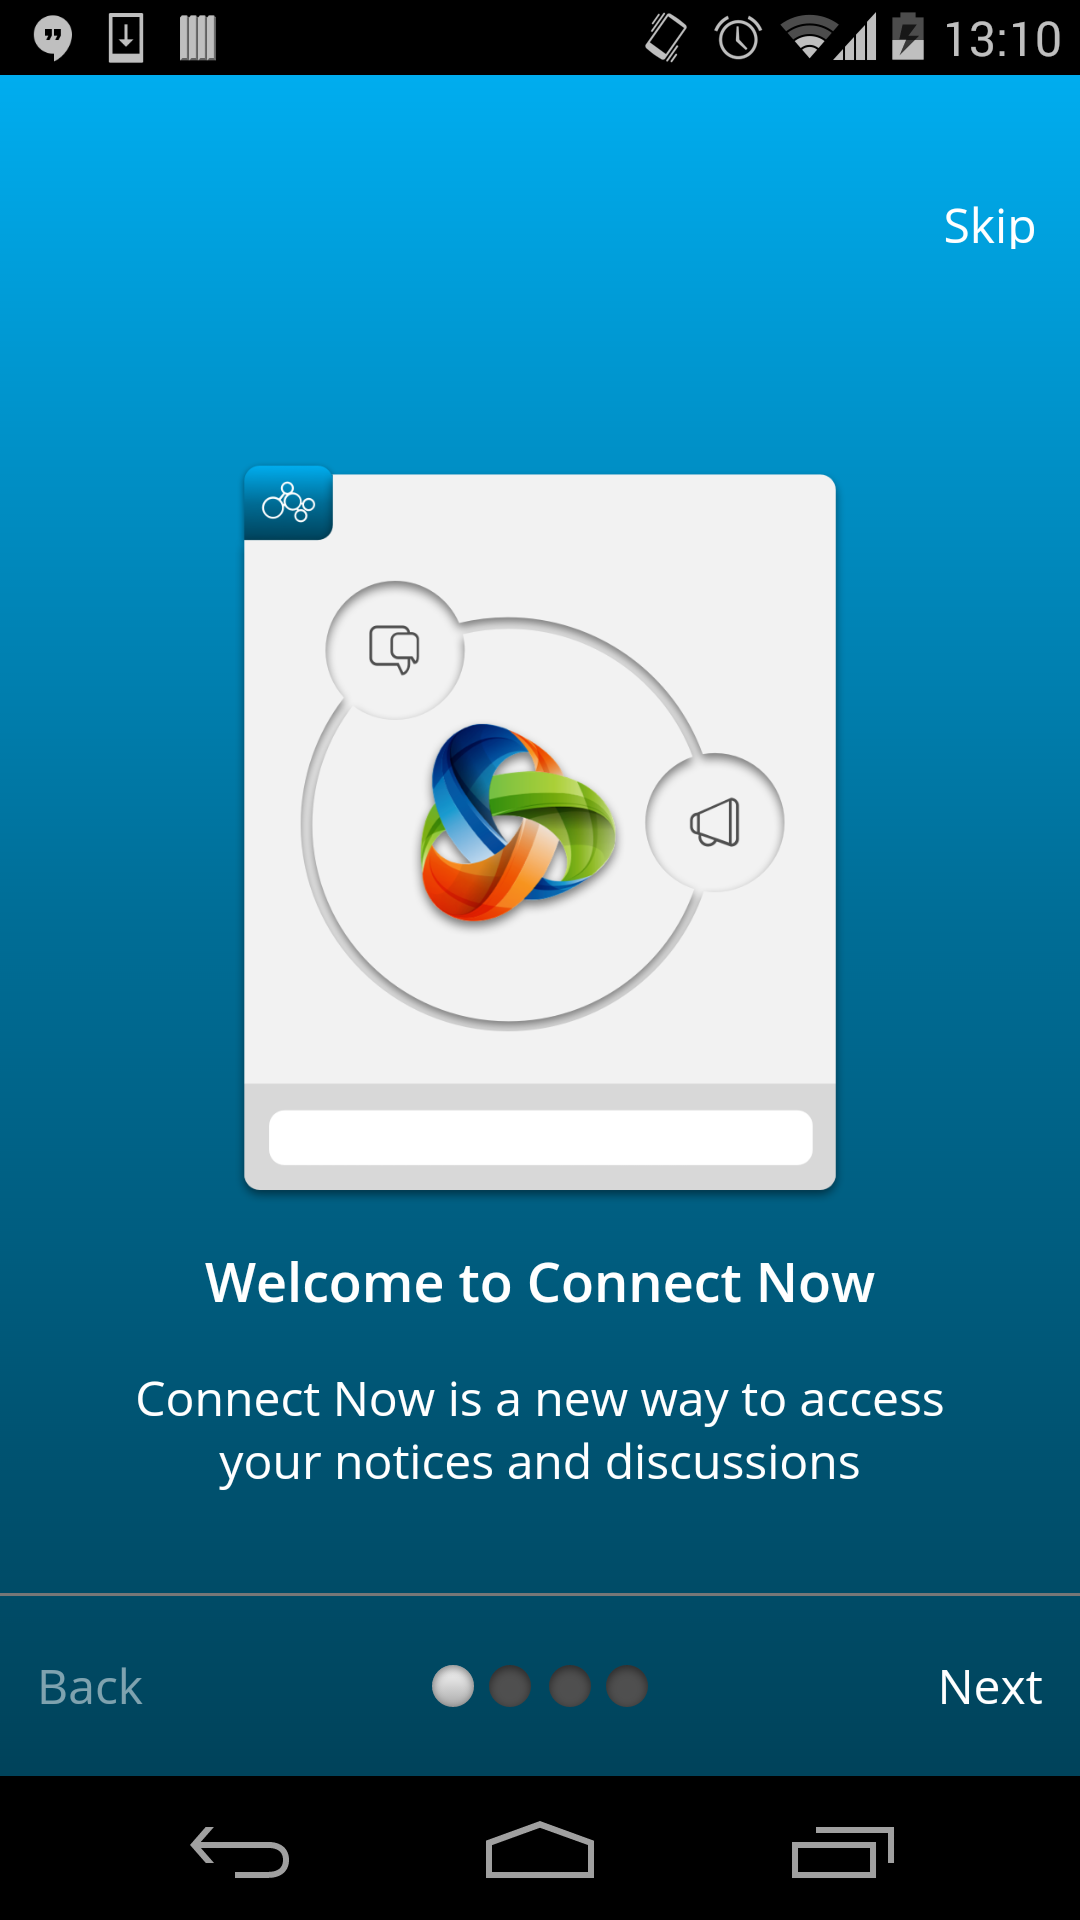 13:10
Skip
Welcome to Connect Now
Connect Now is a new way to access
your notices and discussions
Back
Next